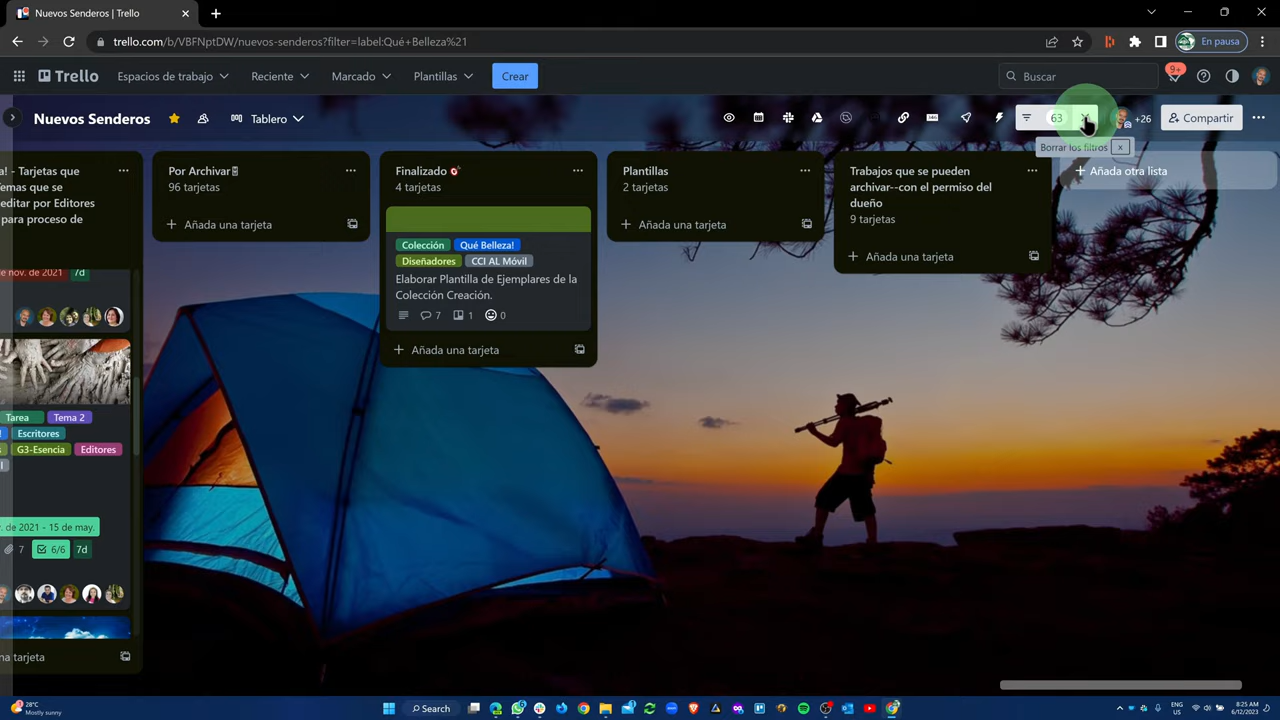 Nuevos Senderos | Trello
trello.com/b/VBFNptDW/nuevos-senderos?filter=label:Qué+Belleza%21
En pausa
Trello
Espacios de trabajo
Reciente
Marcado
Plantillas
Crear
Buscar
9+
Nuevos Senderos
Tablero
63
+26
Compartir
Borrar los filtros x
a! - Tarjetas que
Temas que se
editar por Editores
para proceso de
e nov. de 2021
7d
Tarea
Tema 2
Escritores
G3-Esencia
Editores
. de 2021 - 15 de may.
7
6/6
7d
na tarjeta
Por Archivar
96 tarjetas
Añada una tarjeta
Finalizado
4 tarjetas
Colección
Qué Belleza!
Diseñadores
CCI AL Móvil
Elaborar Plantilla de Ejemplares de la
Colección Creación.
7
1
0
Añada una tarjeta
Plantillas
2 tarjetas
Añada una tarjeta
Trabajos que se pueden
archivar--con el permiso del
dueño
9 tarjetas
Añada una tarjeta
Añada otra lista
28°C
Mostly sunny
Search
ENG
US
8:25 AM
6/12/2023